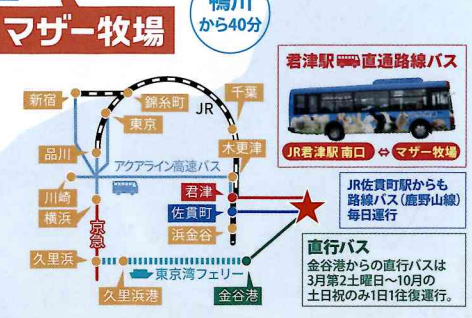 マザー牧場
鴨川
から40分
新宿
錦糸町
東京
JR
千葉
品川
木更津
アクアライン高速バス
川崎
横浜
京急
君津
佐貫町
浜金谷
久里浜
東京湾フェリー
久里浜港
金谷港
君津駅 直通路線バス
JR君津駅 南口 ⇔ マザー牧場
JR佐貫町駅からも
路線バス(鹿野山線)
毎日運行
直行バス
金谷港からの直行バスは
3月第2土曜日~10月の
土日祝のみ1日1往復運行。